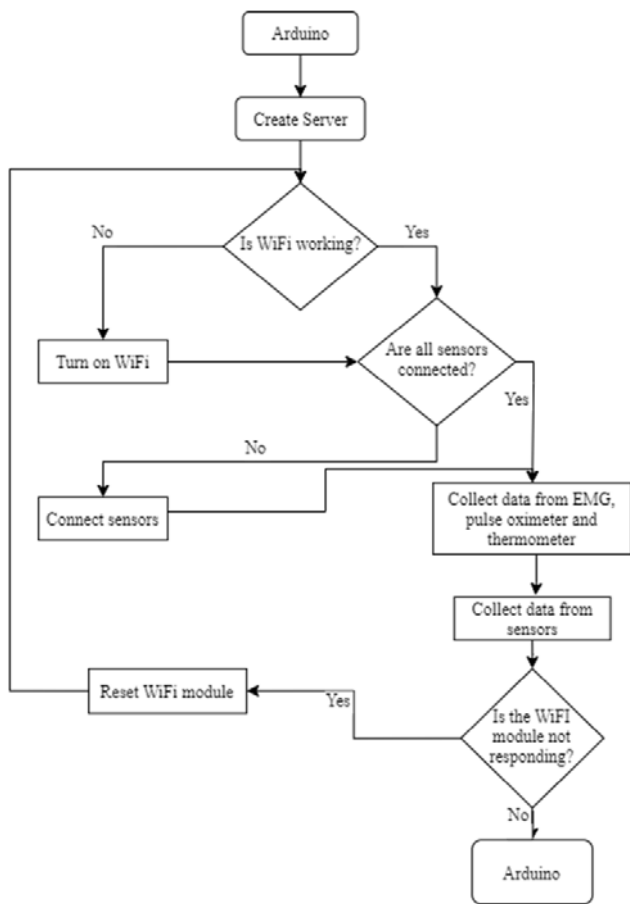 Arduino
Create Server
Is WiFi working?
No
Yes
Turn on WiFi
Are all sensors
connected?
Yes
No
Connect sensors
Collect data from EMG,
pulse oximeter and
thermometer
Collect data from
sensors
Reset WiFi module
Yes
Is the WiFI
module not
responding?
No
Arduino